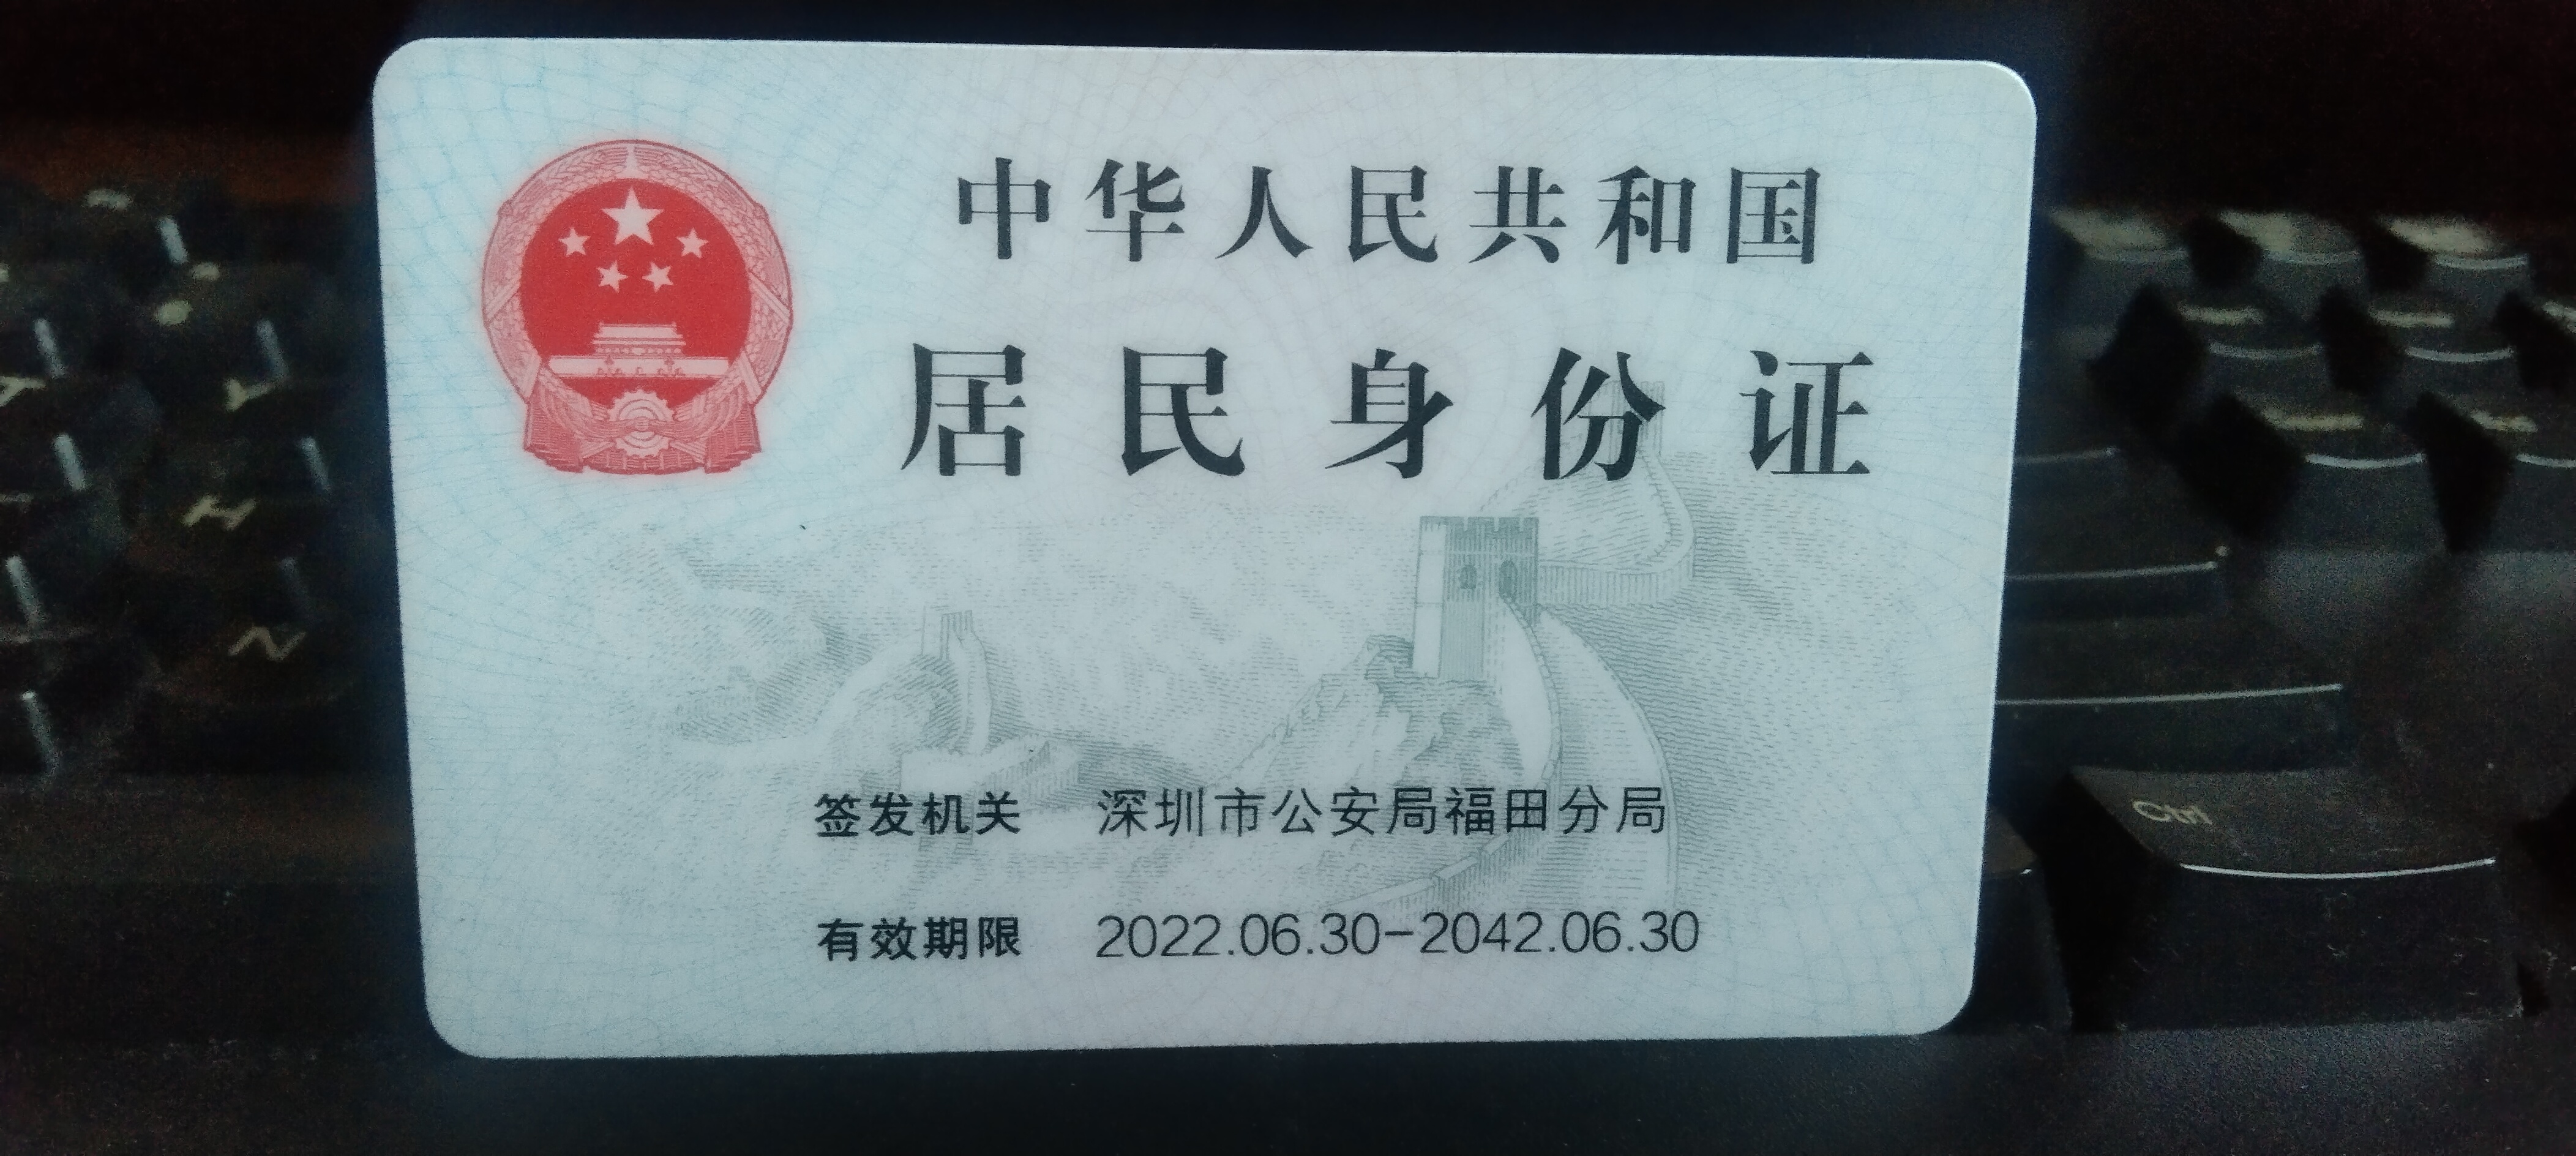 中华人民共和国
居民身份证
签发机关 深圳市公安局福田分局
有效期限 2022.06.30-2042.06.30
Y
H
N
Ctrl